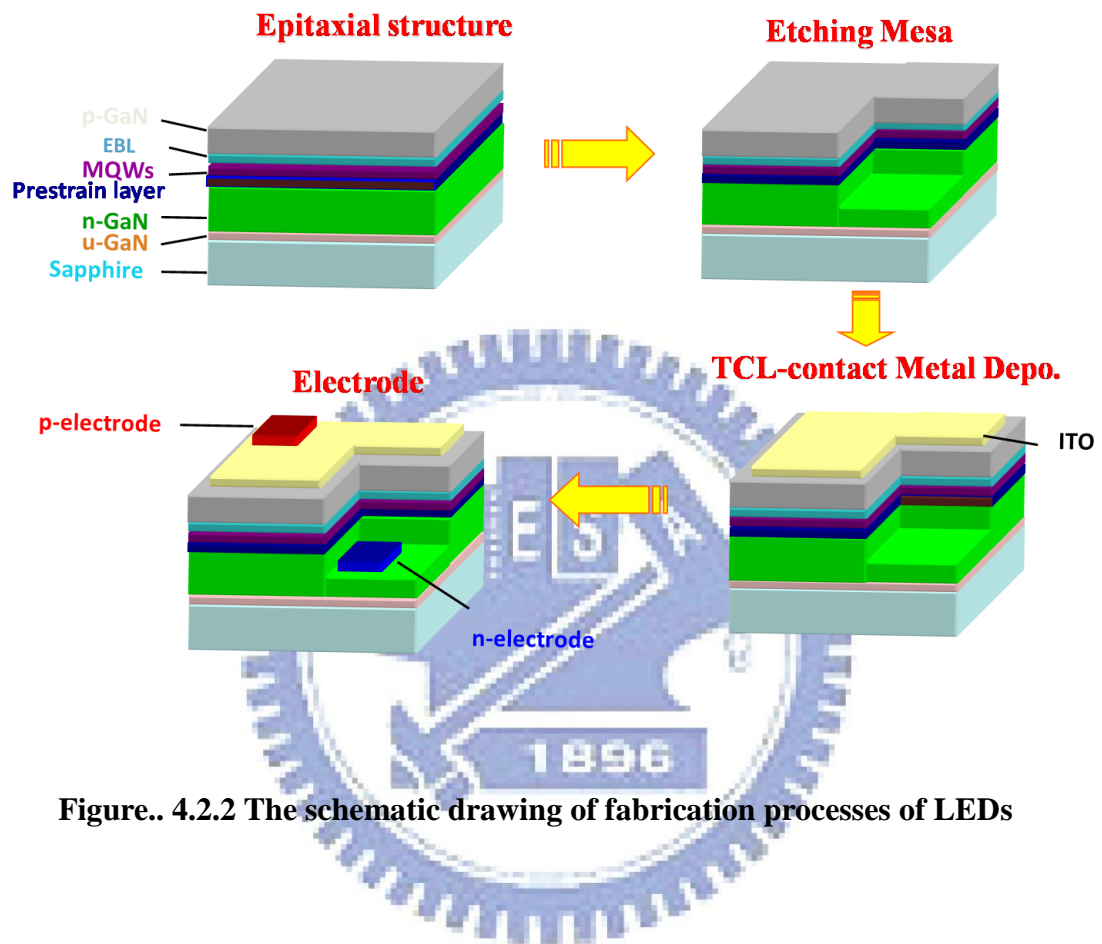 Epitaxial structure
Etching Mesa
p-GaN
EBL
MQWs
Prestrain layer
n-GaN
u-GaN
Sapphire
TCL-contact Metal Depo.
Electrode
p-electrode
ITO
E S A
n-electrode
1896
Figure.. 4.2.2 The schematic drawing of fabrication processes of LEDs